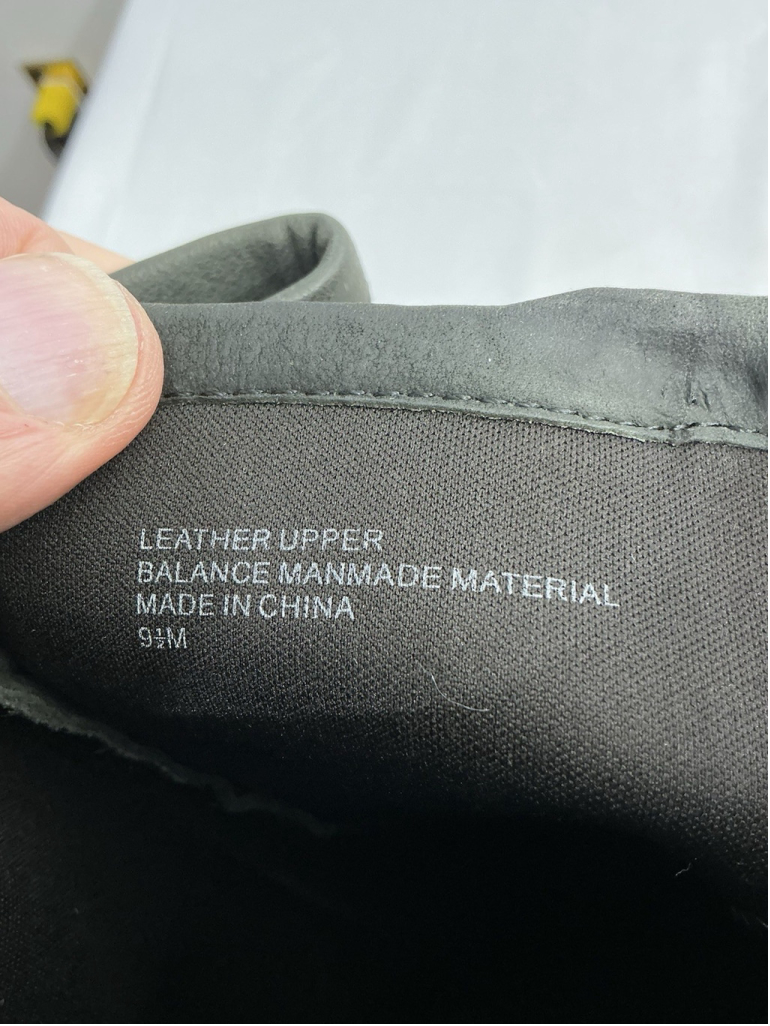 LEATHER UPPER
BALANCE MANMADE MATERIAL
MADE IN CHINA
9½M